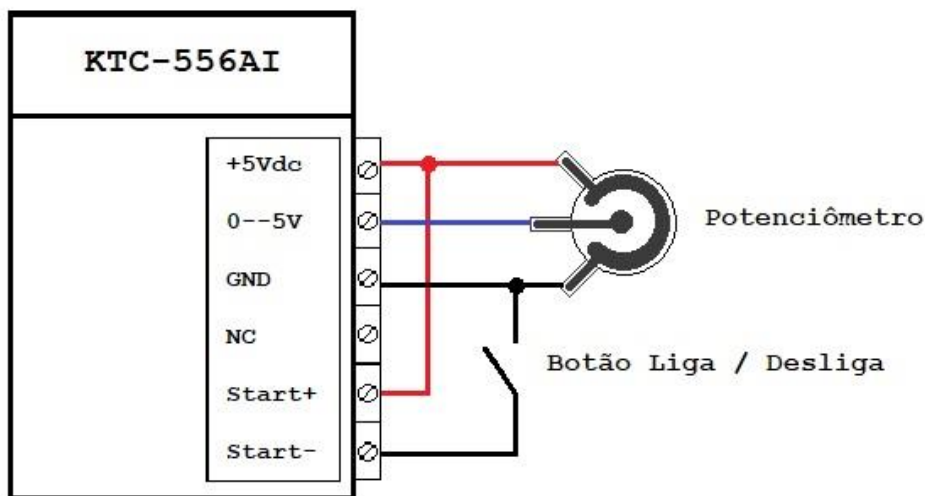 KTC-556AI
+5Vdc
0--5V
Potenciômetro
GND
NC
Botão Liga / Desliga
Start+
Start-